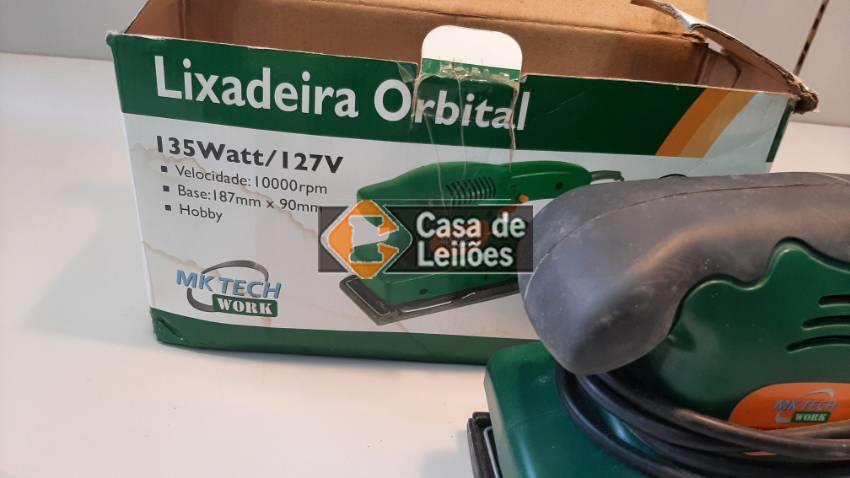 Lixadeira Orbital
135Watt/127V
▪ Velocidade:10000rpm
▪ Base:187mm x 90mm
▪ Hobby
Casa de
Leilões
MK TECH
WORK
MK TECH
WORK